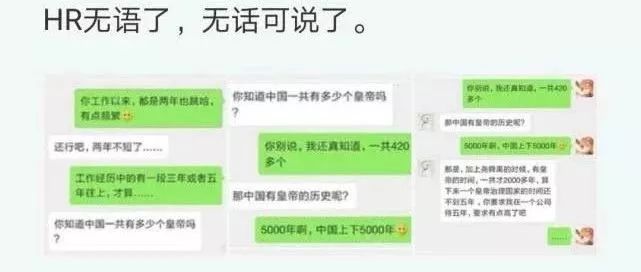 HR无语了，无话可说了。
你工作以来，都是两年也跳哈，
有点频繁
还行吧，两年不短了……
工作经历中的有一段三年或者五
年往上，才算……
你知道中国一共有多少个皇帝吗
？
你知道中国一共有多少个皇帝吗
？
你别说，我还真知道，一共420
多个
那中国有皇帝的历史呢？
5000年啊，中国上下5000年
你别说，我还真知道，一共420
多个
那中国有皇帝的历史呢？
5000年啊，中国上下5000年
那是，加上尧舜禹的时候，有皇
帝的时间，一共才2000多年，算
下来一个皇帝治理国家的时间还
不到五年，你要求我在一个公司
待五年，要求有点高了吧
……